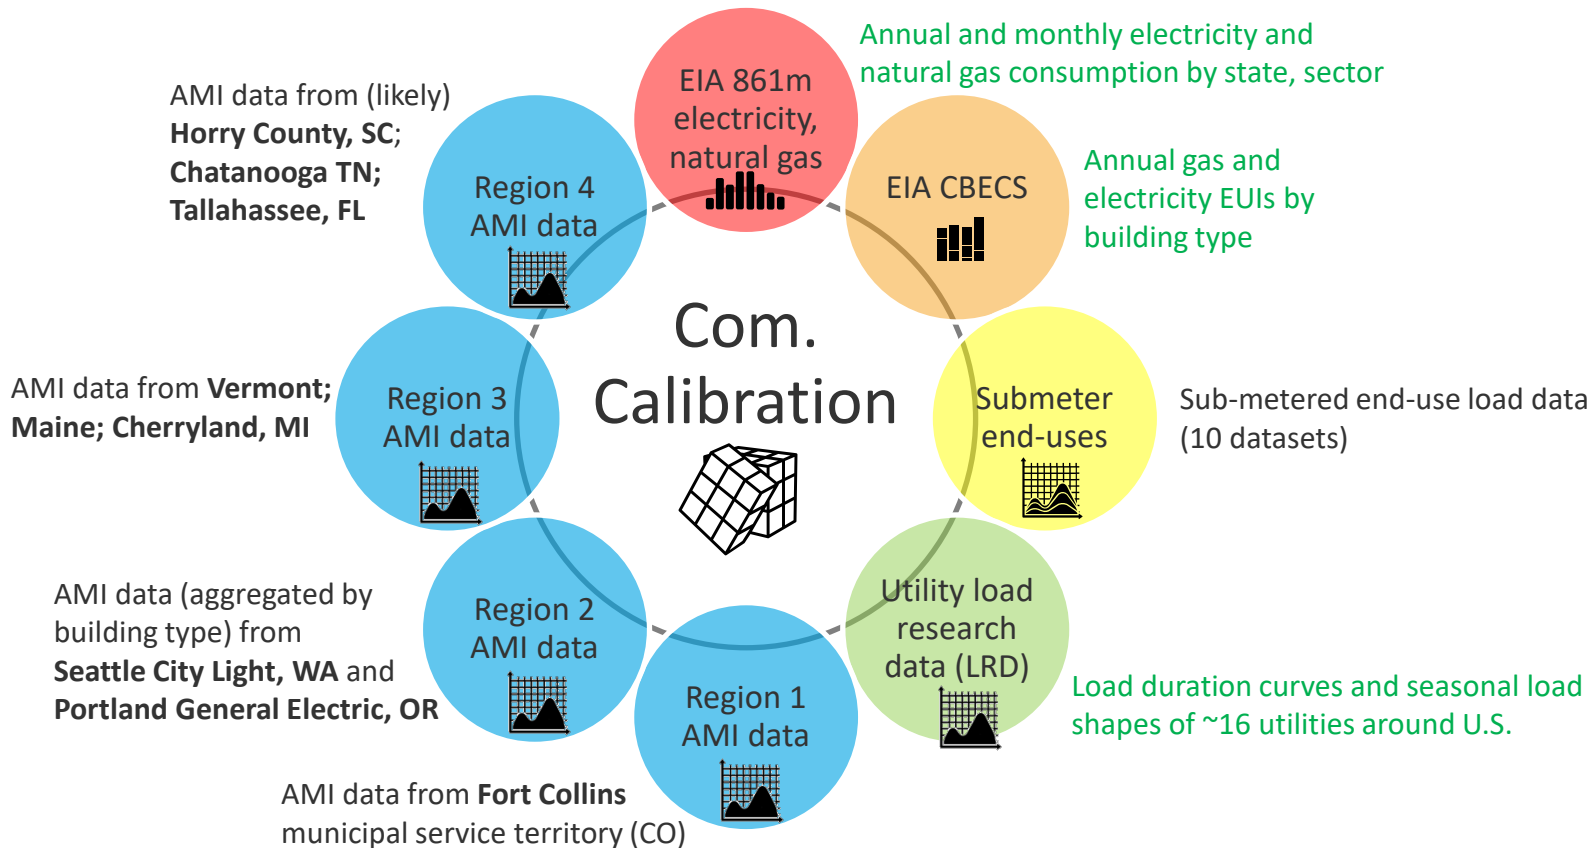 EIA 861m
electricity,
natural gas
Annual and monthly electricity and
natural gas consumption by state, sector
EIA CBECS
Annual gas and
electricity EUIs by
building type
Submeter
end-uses
Sub-metered end-use load data
(10 datasets)
Utility load
research
data (LRD)
Load duration curves and seasonal load
shapes of ~16 utilities around U.S.
Region 1
AMI data
AMI data from Fort Collins
municipal service territory (CO)
Region 2
AMI data
AMI data (aggregated by
building type) from
Seattle City Light, WA and
Portland General Electric, OR
Region 3
AMI data
AMI data from Vermont;
Maine; Cherryland, MI
Region 4
AMI data
AMI data from (likely)
Horry County, SC;
Chatanooga TN;
Tallahassee, FL
Com.
Calibration